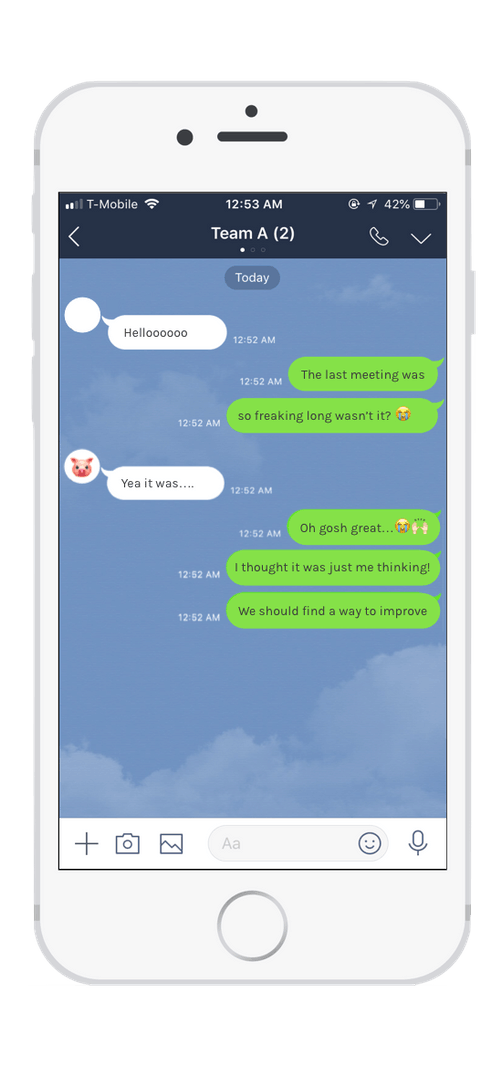 T-Mobile 12:53 AM 42%
Team A (2)
Today
Helloooooo
12:52 AM
The last meeting was
12:52 AM
so freaking long wasn't it? 😭
12:52 AM
Yea it was....
12:52 AM
Oh gosh great...😭🙌🏻
12:52 AM
I thought it was just me thinking!
12:52 AM
We should find a way to improve
12:52 AM
Aa